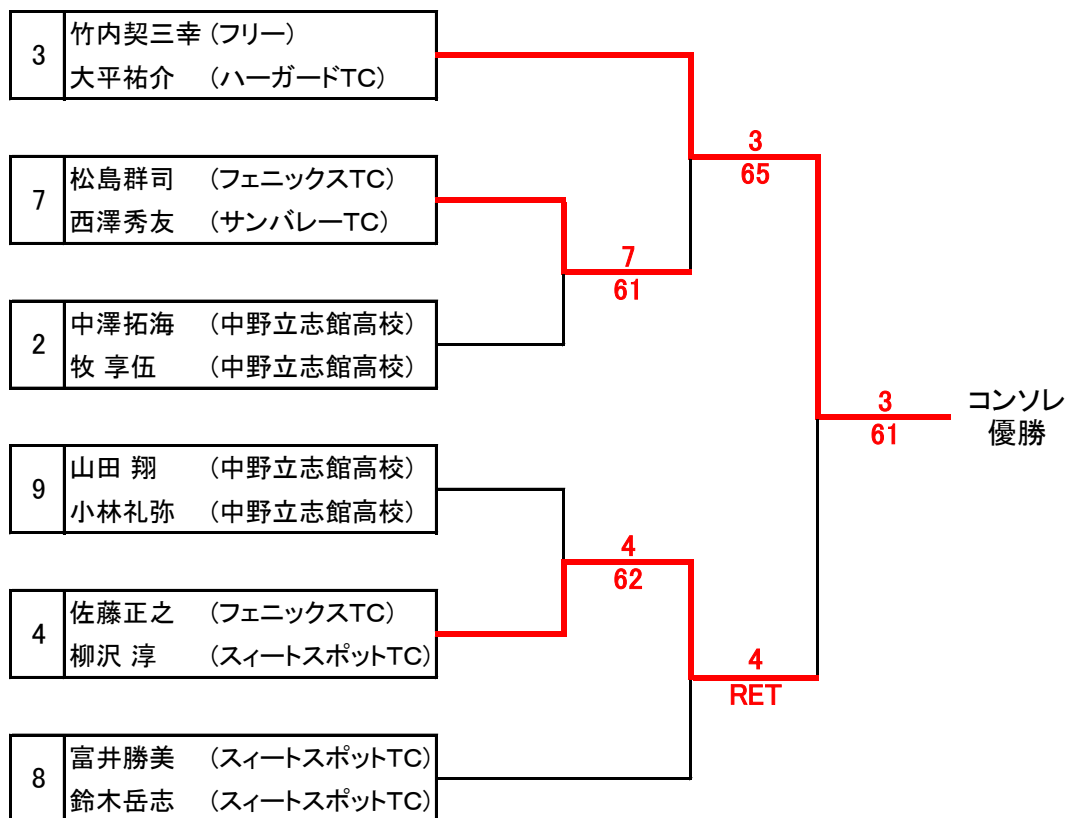 3
竹内契三幸 (フリー)
大平祐介 (ハーガードTC)
7
松島群司 (フェニックスTC)
西澤秀友 (サンバレーTC)
2
中澤拓海 (中野立志館高校)
牧 享伍 (中野立志館高校)
9
山田 翔 (中野立志館高校)
小林礼弥 (中野立志館高校)
4
佐藤正之 (フェニックスTC)
柳沢 淳 (スィートスポットTC)
8
富井勝美 (スィートスポットTC)
鈴木岳志 (スィートスポットTC)
7
61
4
62
3
65
4
RET
3
61
コンソレ
優勝